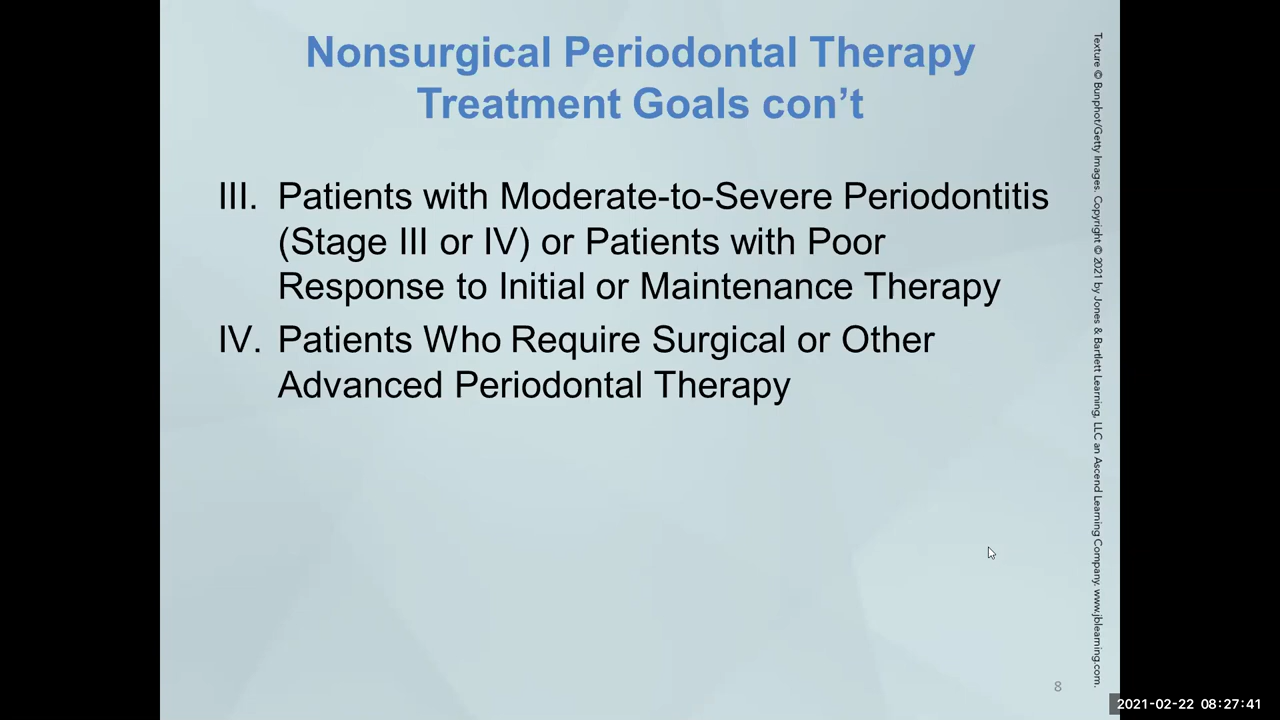 Nonsurgical Periodontal Therapy
Treatment Goals con’t
III. Patients with Moderate-to-Severe Periodontitis
(Stage III or IV) or Patients with Poor
Response to Initial or Maintenance Therapy
IV. Patients Who Require Surgical or Other
Advanced Periodontal Therapy
Texture © Bunphot/Getty Images. Copyright © 2021 by Jones & Bartlett Learning, LLC an Ascend Learning Company. www.jblearning.com.
8
2021-02-22 08:27:41